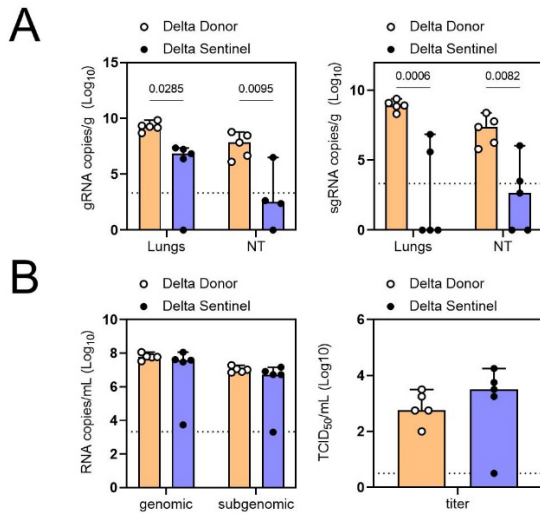 A
Delta Donor
Delta Sentinel
gRNA copies/g (Log10)
15
10
5
0
0.0285
0.0095
Lungs
NT
Delta Donor
Delta Sentinel
sgRNA copies/g (Log10)
10
5
0
0.0006
0.0082
Lungs
NT
B
Delta Donor
Delta Sentinel
RNA copies/mL (Log10)
10
8
6
4
2
0
genomic
subgenomic
Delta Donor
Delta Sentinel
TCID50/mL (Log10)
6
4
2
0
titer